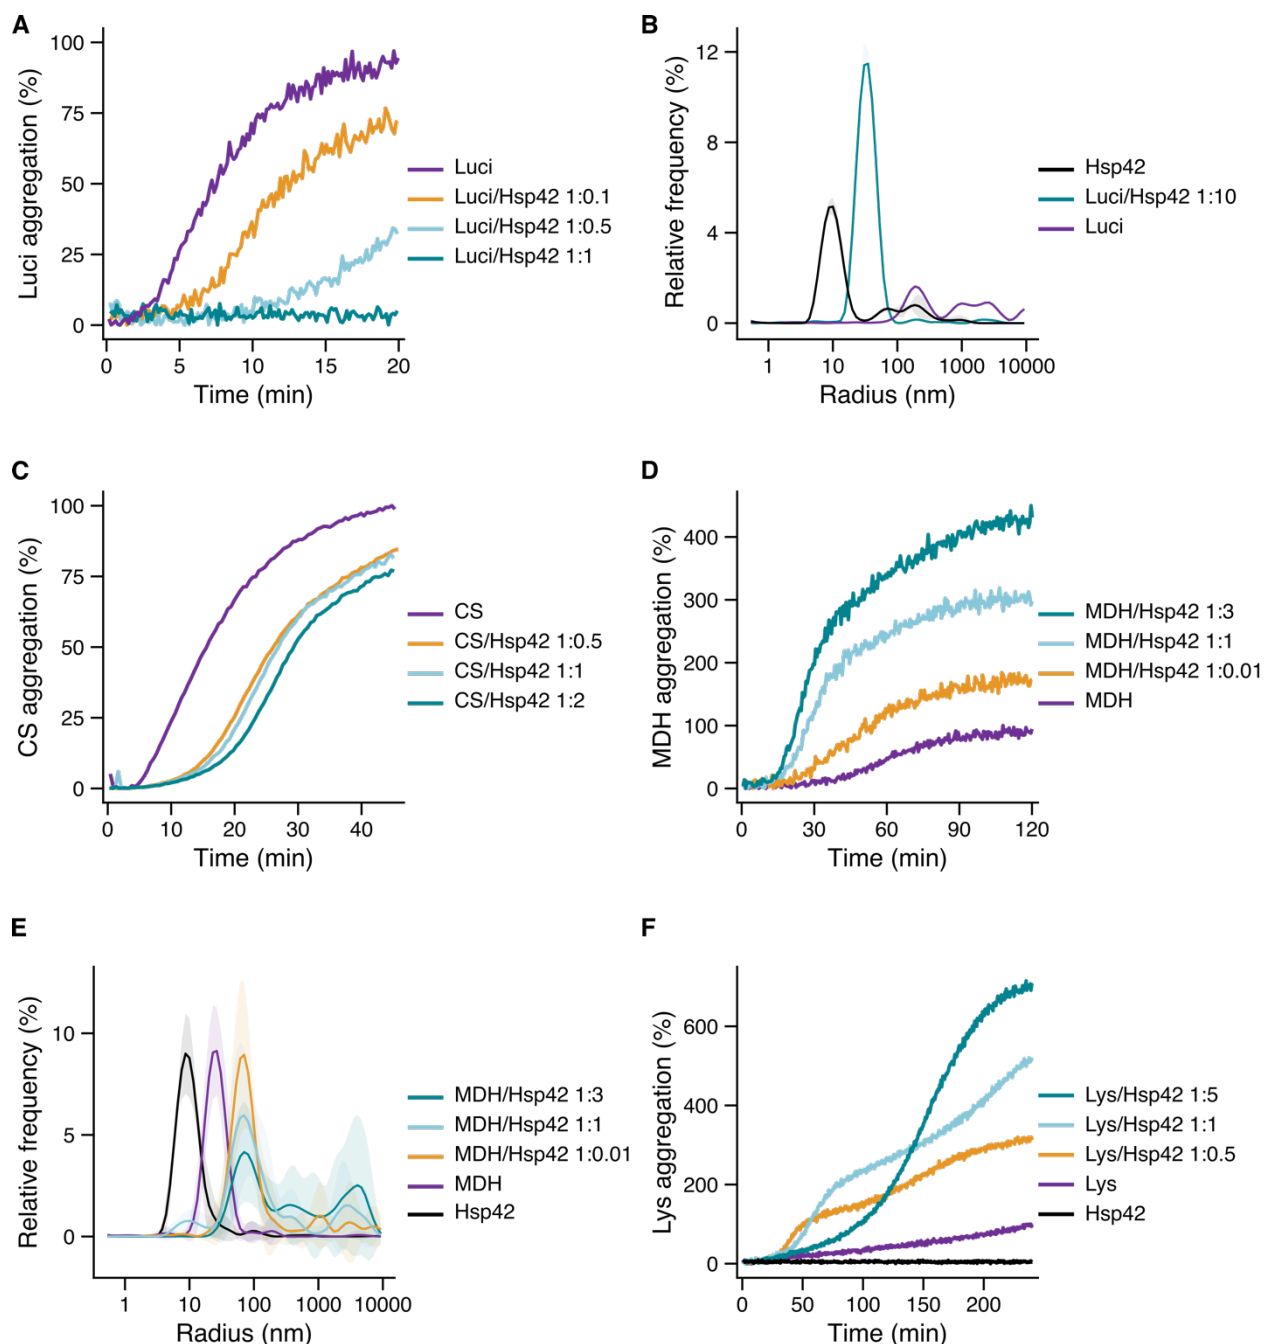 A
Luci aggregation (%)
100
75
50
25
0
0 5 10 15 20
Time (min)
Luci
Luci/Hsp42 1:0.1
Luci/Hsp42 1:0.5
Luci/Hsp42 1:1
B
Relative frequency (%)
12
8
4
0
1 10 100 1000 10000
Radius (nm)
Hsp42
Luci/Hsp42 1:10
Luci
C
CS aggregation (%)
100
75
50
25
0
0 10 20 30 40
Time (min)
CS
CS/Hsp42 1:0.5
CS/Hsp42 1:1
CS/Hsp42 1:2
D
MDH aggregation (%)
400
300
200
100
0
0 30 60 90 120
Time (min)
MDH/Hsp42 1:3
MDH/Hsp42 1:1
MDH/Hsp42 1:0.01
MDH
E
Relative frequency (%)
10
5
0
1 10 100 1000 10000
Radius (nm)
MDH/Hsp42 1:3
MDH/Hsp42 1:1
MDH/Hsp42 1:0.01
MDH
Hsp42
F
Lys aggregation (%)
600
400
200
0
0 50 100 150 200
Time (min)
Lys/Hsp42 1:5
Lys/Hsp42 1:1
Lys/Hsp42 1:0.5
Lys
Hsp42